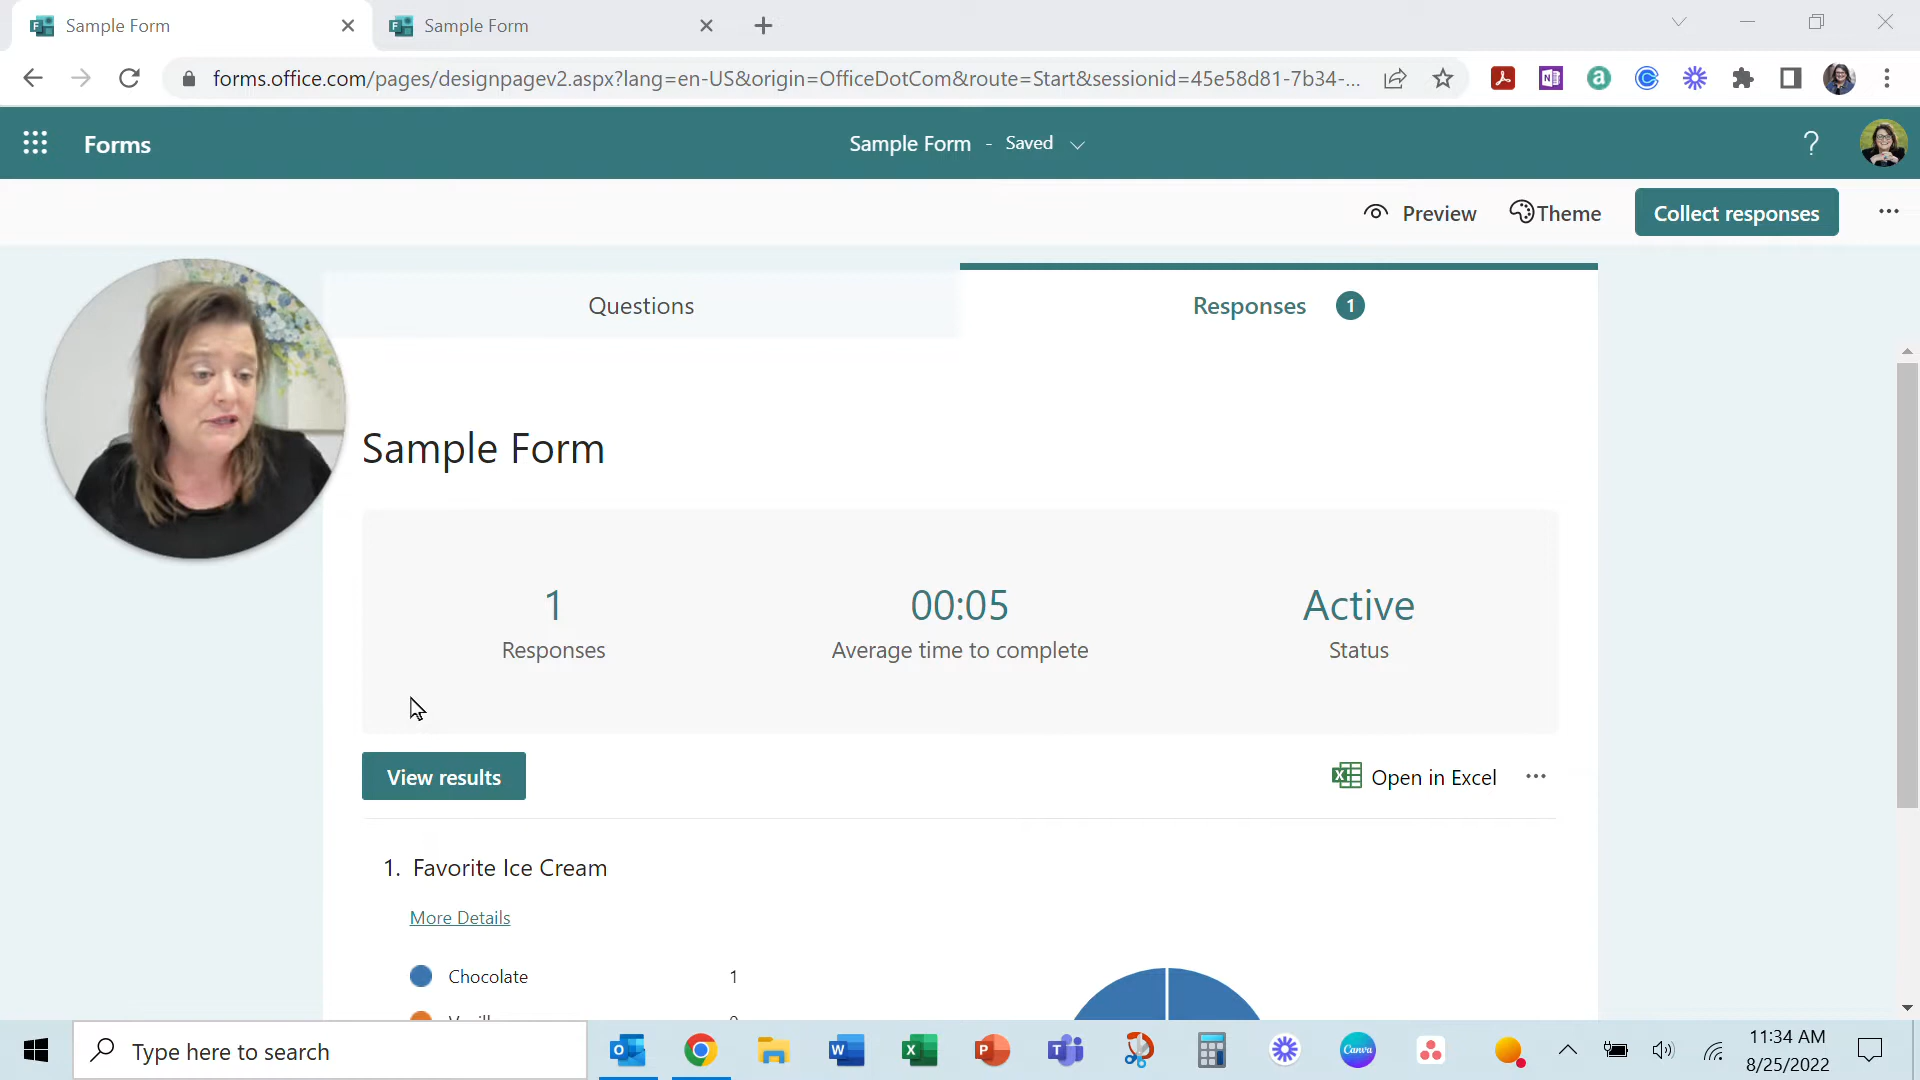 Sample Form
Sample Form
forms.office.com/pages/designpagev2.aspx?lang=en-US&origin=OfficeDotCom&route=Start&sessionid=45e58d81-7b34-...
Forms
Sample Form - Saved
?
Preview
Theme
Collect responses
Questions
Responses 1
Sample Form
1
Responses
00:05
Average time to complete
Active
Status
View results
Open in Excel
1. Favorite Ice Cream
More Details
Chocolate 1
Type here to search
Canva
11:34 AM
8/25/2022